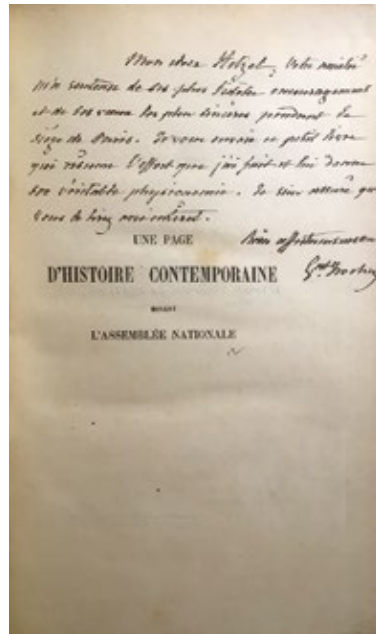 Mon cher Hetzel, Votre amitié
m'a soutenu de ses plus fidèles encouragements
et de ses vœux les plus sincères pendant le
siège de Paris. Je vous envoie ce petit livre
qui résume l'effort que j'ai fait et lui donne
sa véritable physionomie. Je suis assuré que
vous le lirez avec intérêt.
Bien affectueusement
UNE PAGE
Gal Trochu
D'HISTOIRE CONTEMPORAINE
DEVANT
L'ASSEMBLÉE NATIONALE